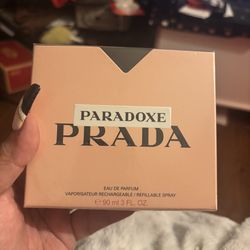 PARADOXE
PRADA
EAU DE PARFUM
VAPORISATEUR RECHARGEABLE / REFILLABLE SPRAY
℮ 90 ml 3 FL. OZ.